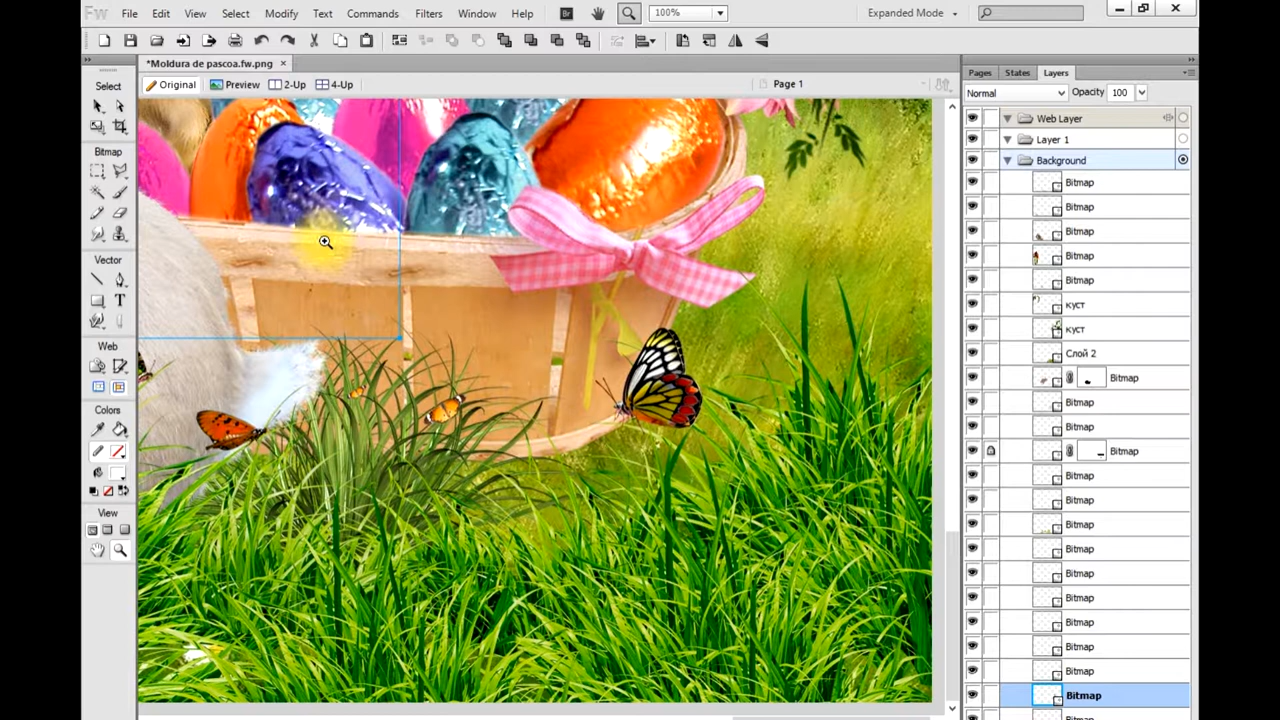 Fw File Edit View Select Modify Text Commands Filters Window Help Br 100% Expanded Mode
*Moldura de pascoa.fw.png
Original Preview 2-Up 4-Up Page 1
Select
Bitmap
Vector
T
Web
Colors
View
Pages States Layers
Normal Opacity 100
Web Layer
Layer 1
Background
Bitmap
Bitmap
Bitmap
Bitmap
Bitmap
куст
куст
Слой 2
Bitmap
Bitmap
Bitmap
Bitmap
Bitmap
Bitmap
Bitmap
Bitmap
Bitmap
Bitmap
Bitmap
Bitmap
Bitmap
Bitmap